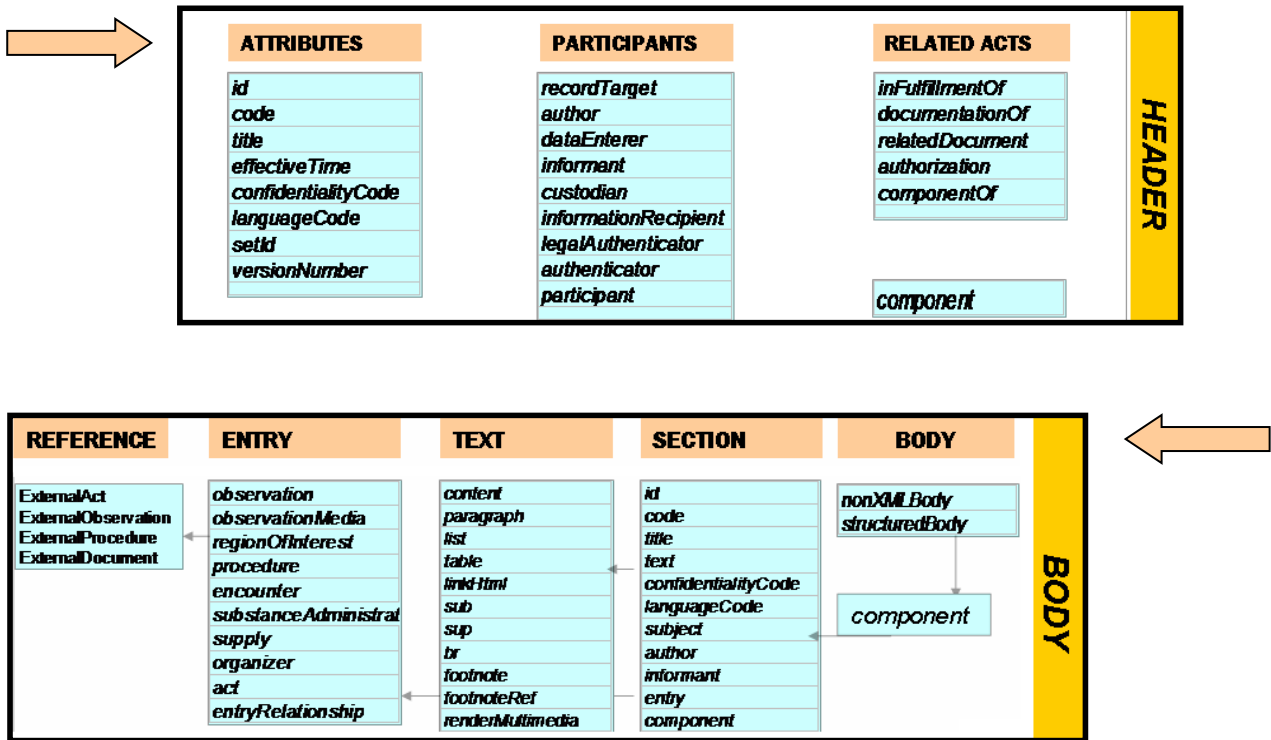 ATTRIBUTES
id
code
title
effectiveTime
confidentialityCode
languageCode
setId
versionNumber
PARTICIPANTS
recordTarget
author
dataEnterer
informant
custodian
informationRecipient
legalAuthenticator
authenticator
participant
RELATED ACTS
inFulfillmentOf
documentationOf
relatedDocument
authorization
componentOf
component
HEADER
REFERENCE
ExternalAct
ExternalObservation
ExternalProcedure
ExternalDocument
ENTRY
observation
observationMedia
regionOfInterest
procedure
encounter
substanceAdministrat
supply
organizer
act
entryRelationship
TEXT
content
paragraph
list
table
linkHtml
sub
sup
br
footnote
footnoteRef
renderMultimedia
SECTION
id
code
title
text
confidentialityCode
languageCode
subject
author
informant
entry
component
BODY
nonXMLBody
structuredBody
component
BODY